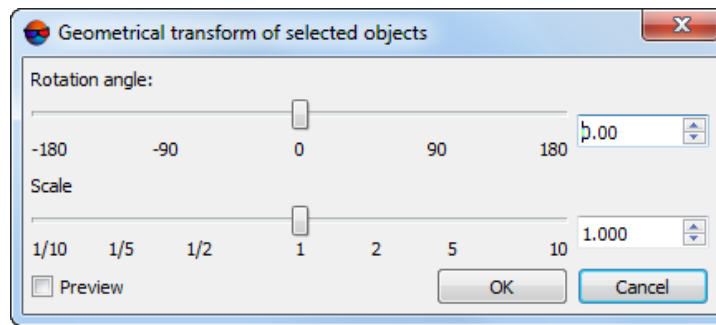 Geometrical transform of selected objects
Rotation angle:
0.00
-180 -90 0 90 180
Scale
1.000
1/10 1/5 1/2 1 2 5 10
Preview OK Cancel